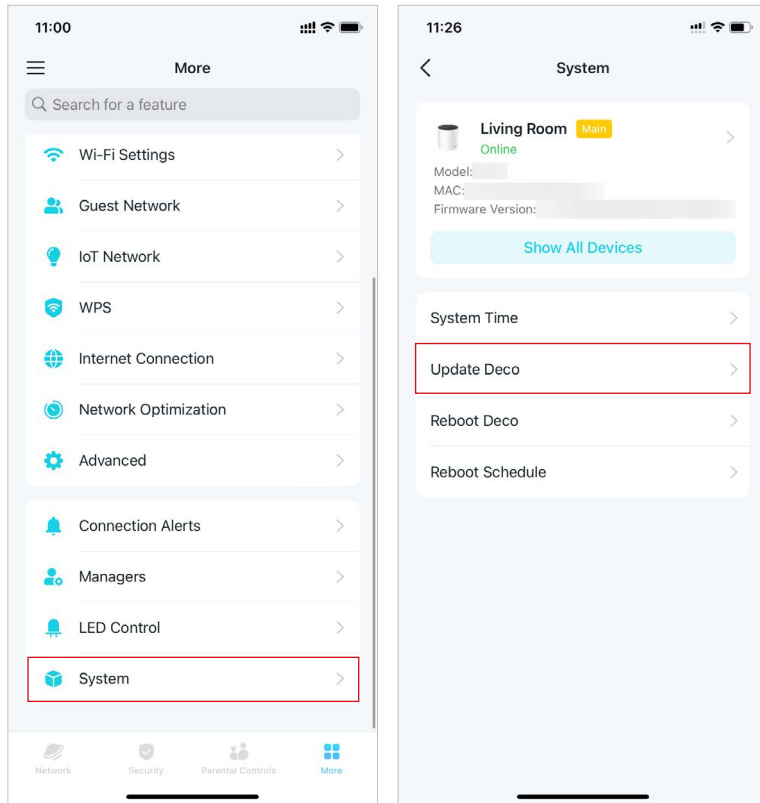 11:00
More
Search for a feature
Wi-Fi Settings
Guest Network
IoT Network
WPS
Internet Connection
Network Optimization
Advanced
Connection Alerts
Managers
LED Control
System
Network
Security
Parental Controls
More
11:26
System
Living Room Main
Online
Model:
MAC:
Firmware Version:
Show All Devices
System Time
Update Deco
Reboot Deco
Reboot Schedule